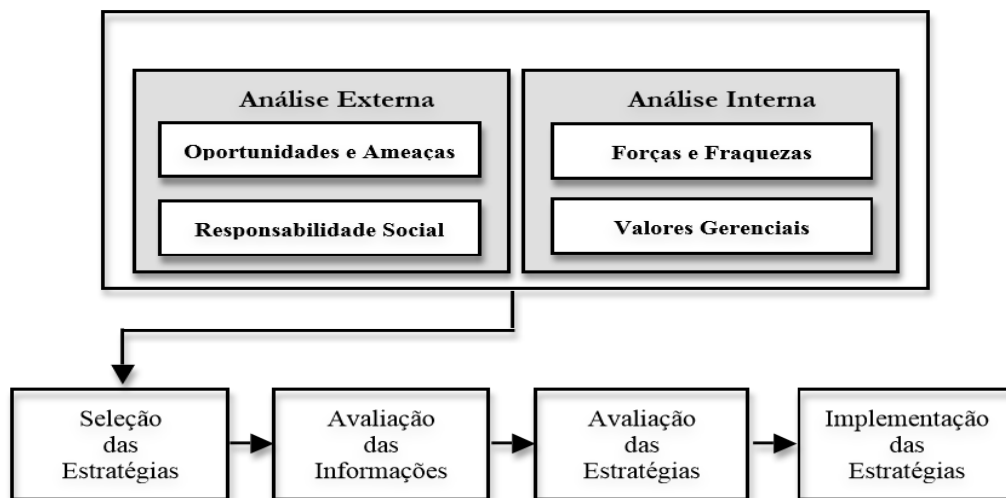 Análise Externa
Oportunidades e Ameaças
Responsabilidade Social
Análise Interna
Forças e Fraquezas
Valores Gerenciais
Seleção
das
Estratégias
Avaliação
das
Informações
Avaliação
das
Estratégias
Implementação
das
Estratégias